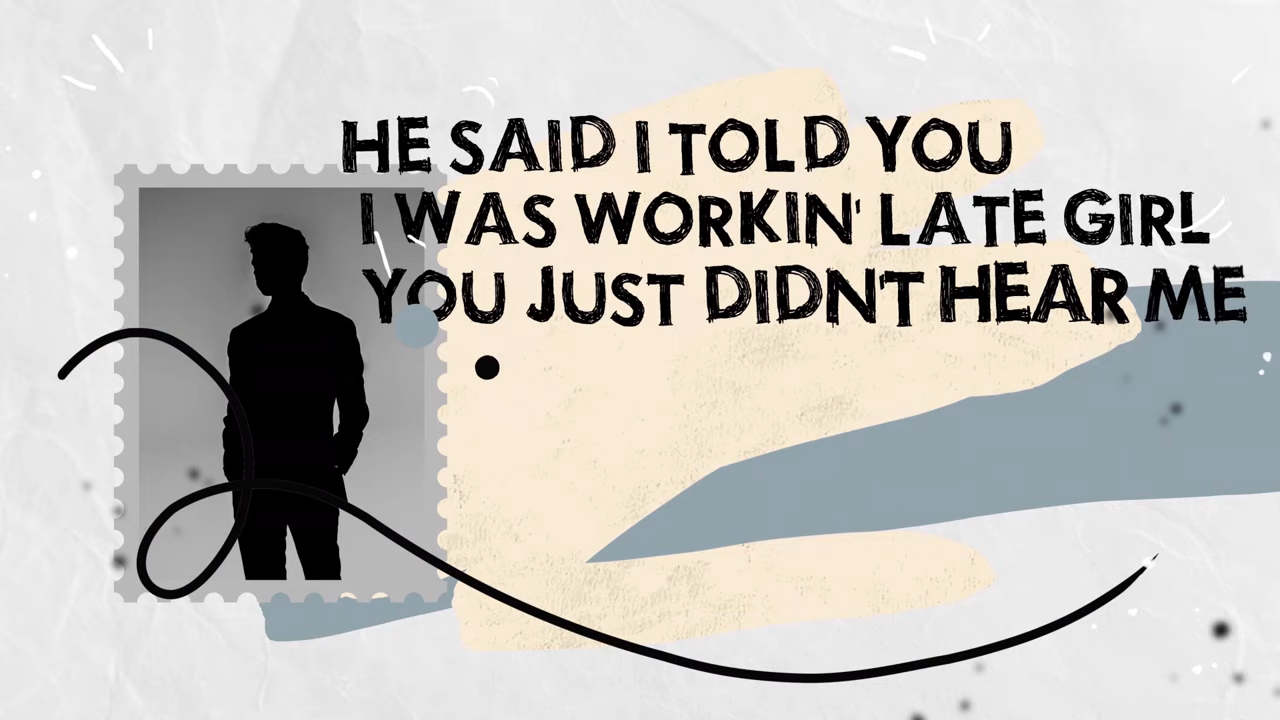 HE SAID I TOLD YOU
I WAS WORKIN' LATE GIRL
YOU JUST DIDN'T HEAR ME